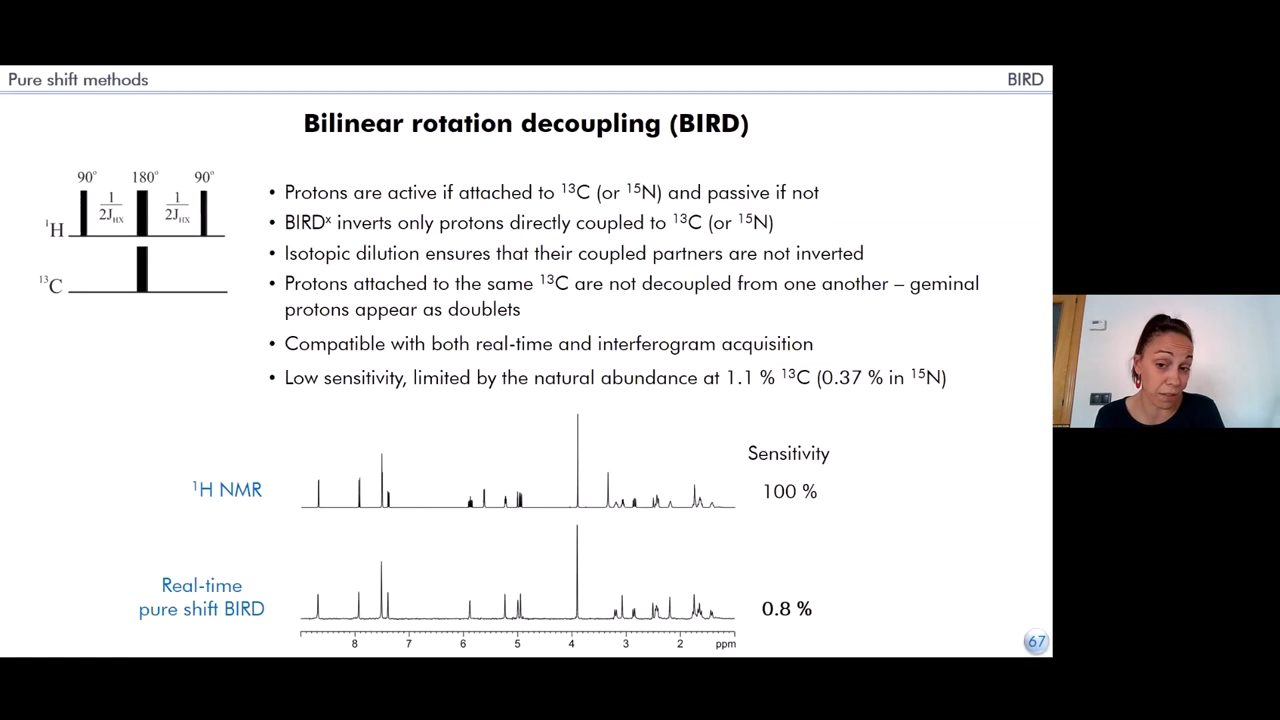 Pure shift methods
BIRD
Bilinear rotation decoupling (BIRD)
90° 180° 90°
1/2J_HX 1/2J_HX
¹H
¹³C
• Protons are active if attached to ¹³C (or ¹⁵N) and passive if not
• BIRDˣ inverts only protons directly coupled to ¹³C (or ¹⁵N)
• Isotopic dilution ensures that their coupled partners are not inverted
• Protons attached to the same ¹³C are not decoupled from one another – geminal
protons appear as doublets
• Compatible with both real-time and interferogram acquisition
• Low sensitivity, limited by the natural abundance at 1.1 % ¹³C (0.37 % in ¹⁵N)
Sensitivity
¹H NMR
100 %
Real-time
pure shift BIRD
0.8 %
8 7 6 5 4 3 2 ppm
67